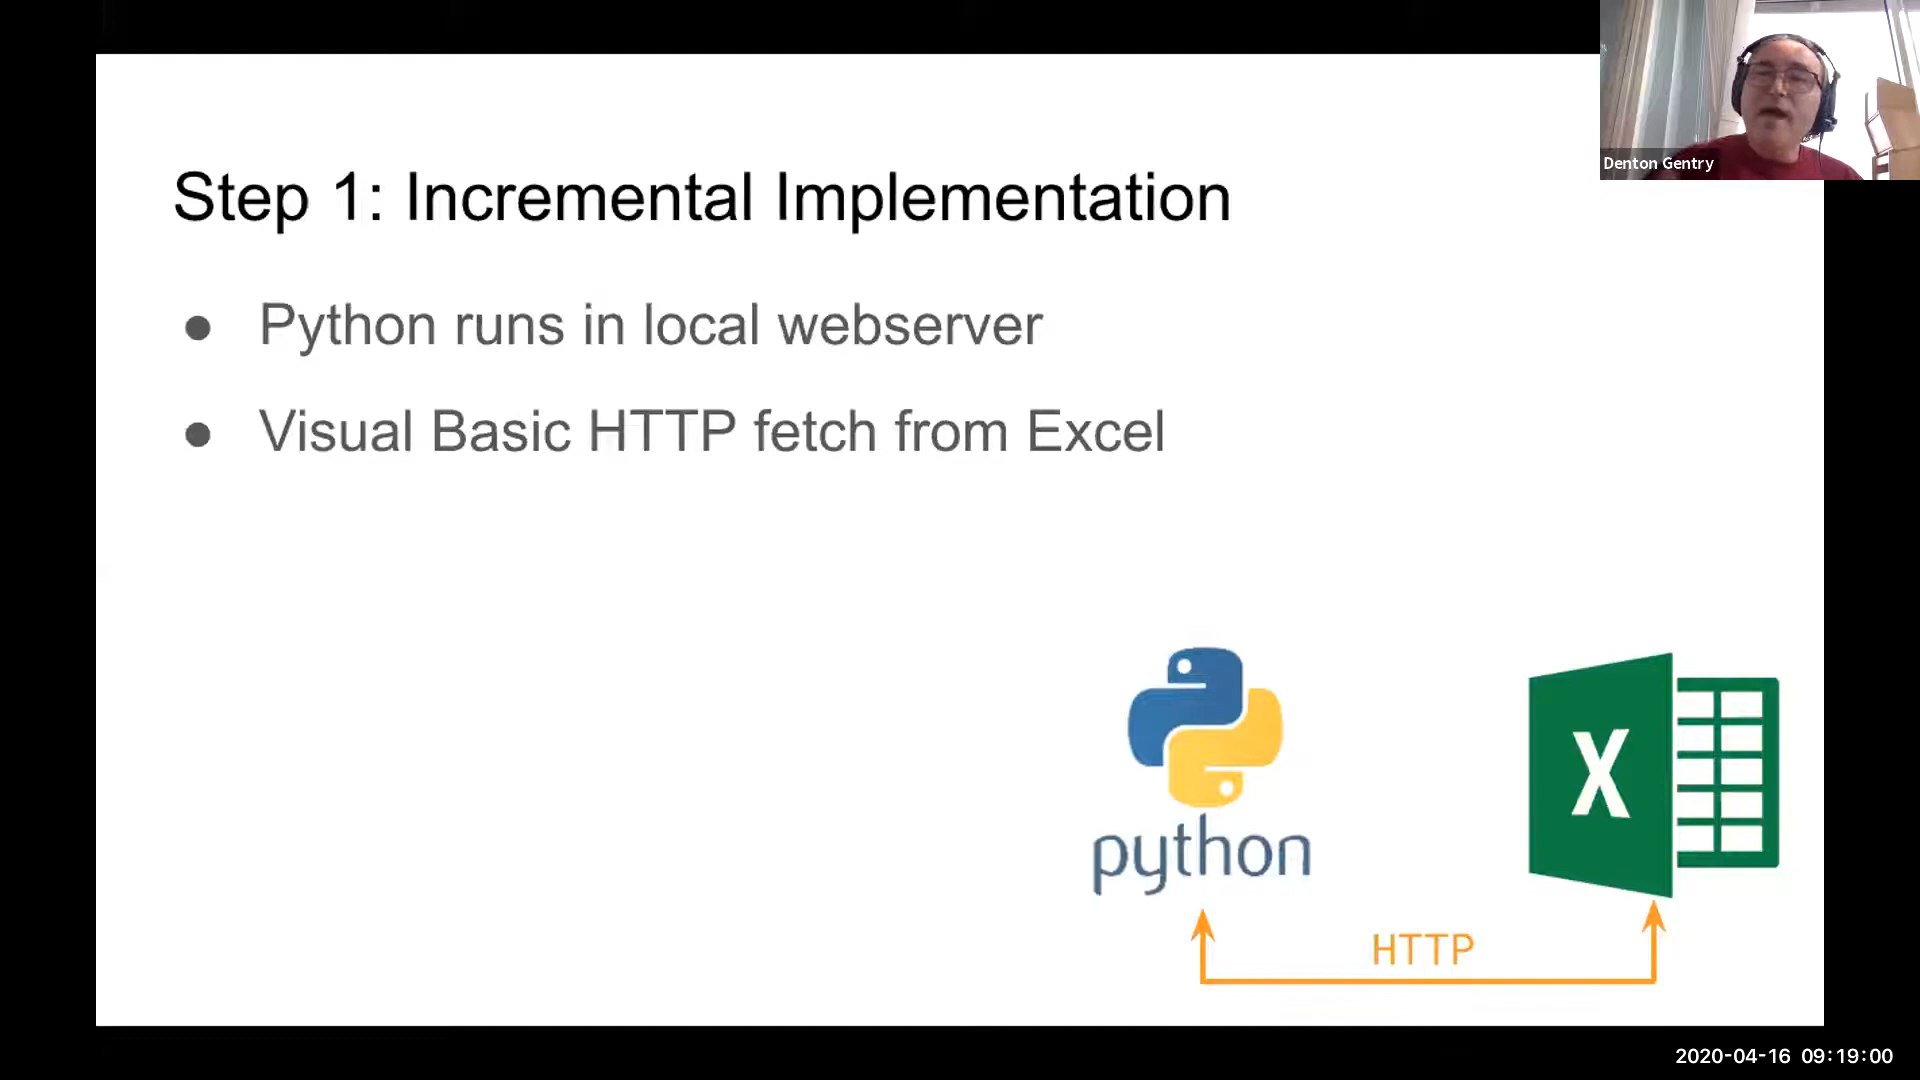 Denton Gentry
Step 1: Incremental Implementation
● Python runs in local webserver
● Visual Basic HTTP fetch from Excel
python
X
HTTP
2020-04-16 09:19:00